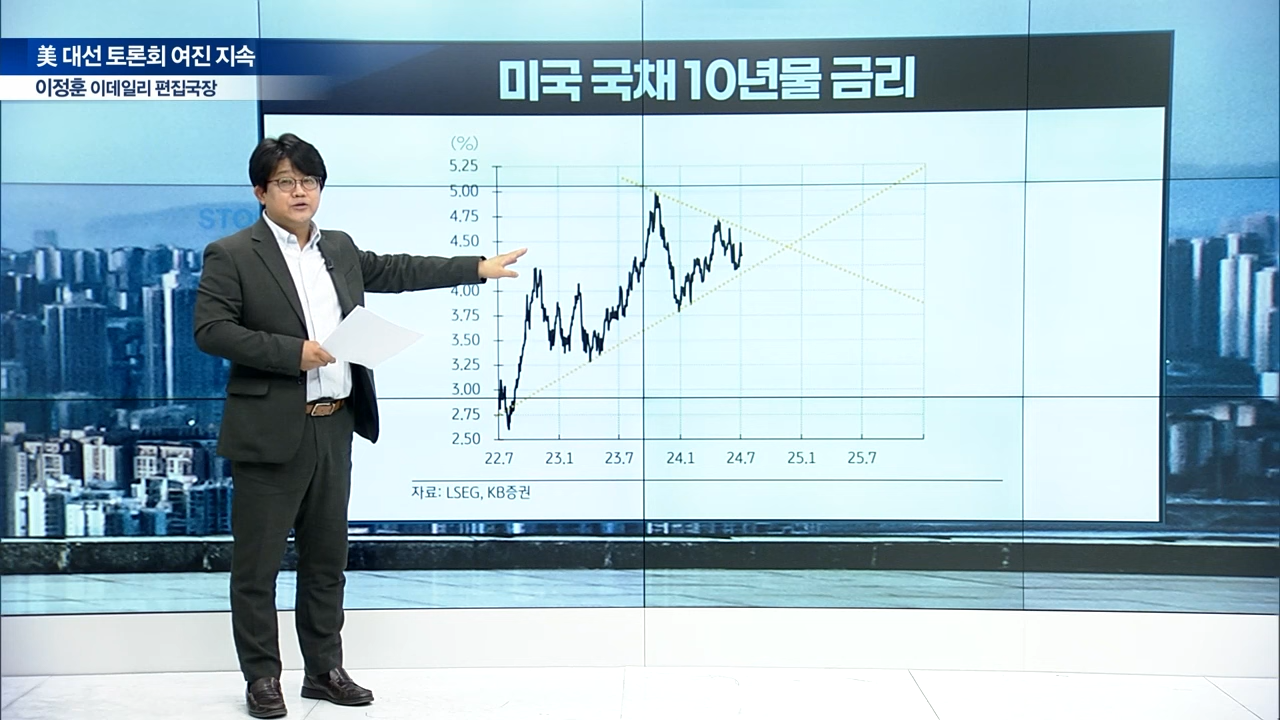 美 대선 토론회 여진 지속
이정훈 이데일리 편집국장
미국 국채 10년물 금리
(%)
5.25
5.00
4.75
4.50
4.00
3.75
3.50
3.25
3.00
2.75
2.50
22.7 23.1 23.7 24.1 24.7 25.1 25.7
자료: LSEG, KB증권
STO